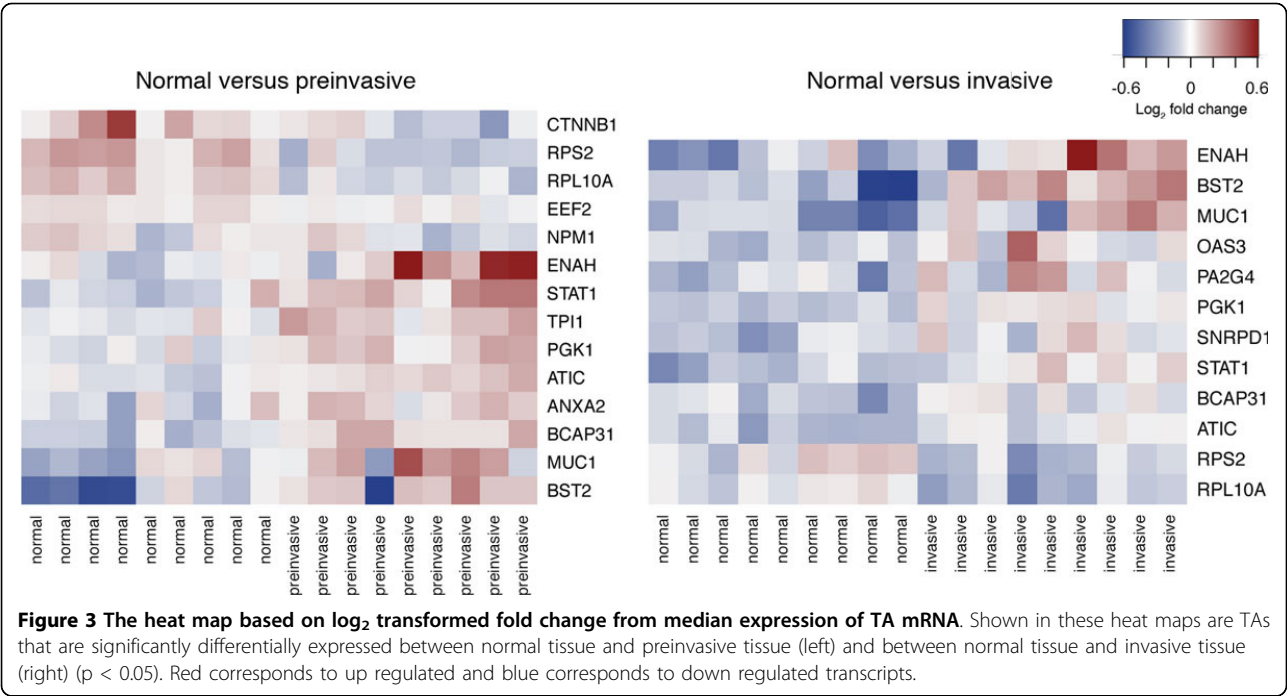 Normal versus preinvasive
CTNNB1
RPS2
RPL10A
EEF2
NPM1
ENAH
STAT1
TPI1
PGK1
ATIC
ANXA2
BCAP31
MUC1
BST2
normal
normal
normal
normal
normal
normal
normal
normal
normal
preinvasive
preinvasive
preinvasive
preinvasive
preinvasive
preinvasive
preinvasive
preinvasive
preinvasive
Normal versus invasive
-0.6 0 0.6
Log2 fold change
ENAH
BST2
MUC1
OAS3
PA2G4
PGK1
SNRPD1
STAT1
BCAP31
ATIC
RPS2
RPL10A
normal
normal
normal
normal
normal
normal
normal
normal
normal
invasive
invasive
invasive
invasive
invasive
invasive
invasive
invasive
invasive
Figure 3 The heat map based on log2 transformed fold change from median expression of TA mRNA. Shown in these heat maps are TAs
that are significantly differentially expressed between normal tissue and preinvasive tissue (left) and between normal tissue and invasive tissue
(right) (p < 0.05). Red corresponds to up regulated and blue corresponds to down regulated transcripts.